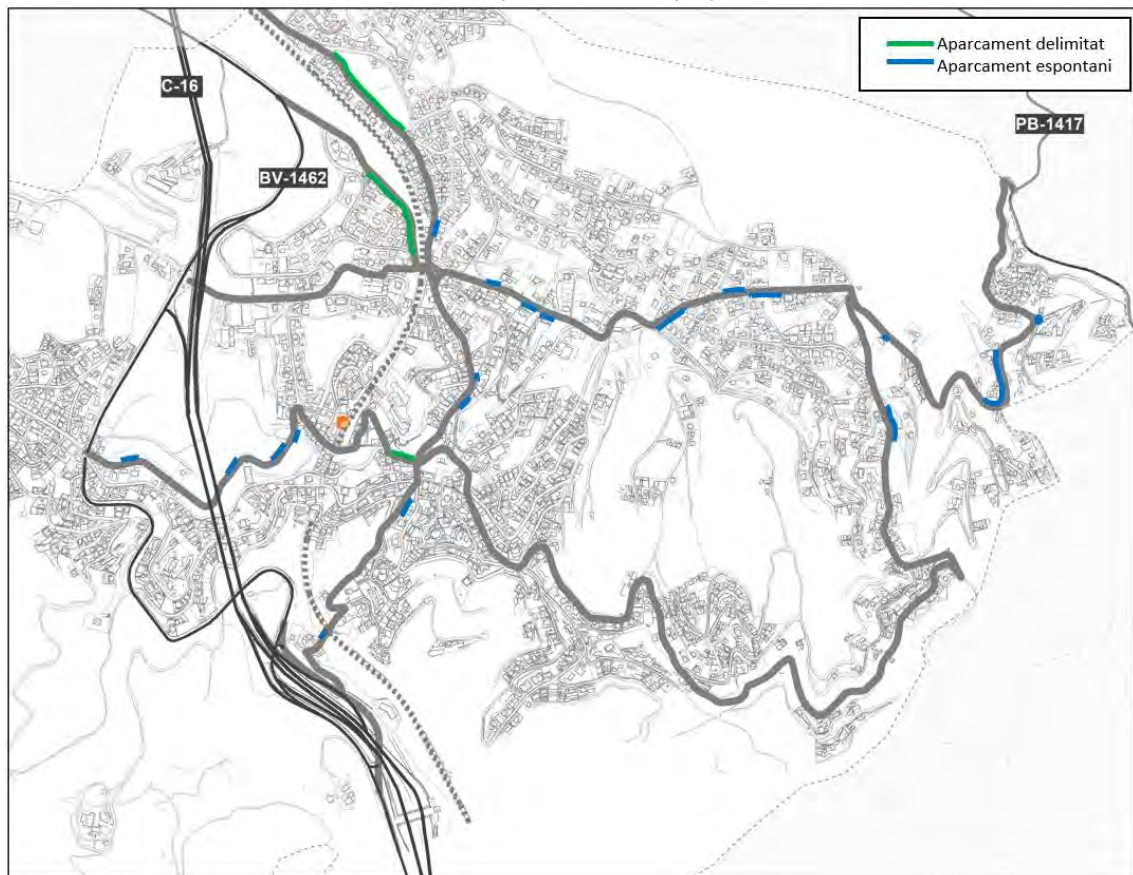 Aparcament delimitat
Aparcament espontani
C-16
PB-1417
BV-1462